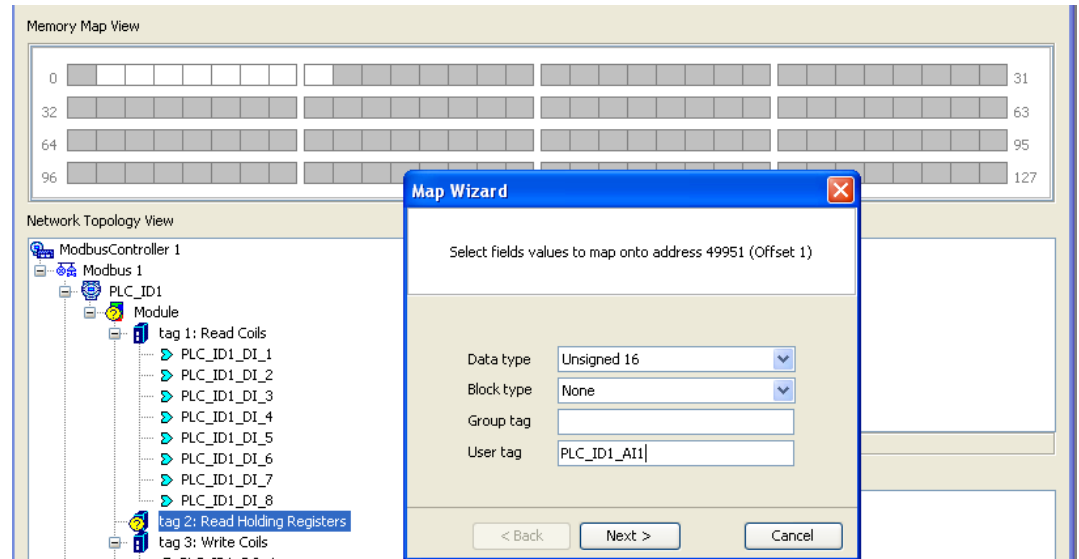 Memory Map View
0 31
32 63
64 95
96 127
Map Wizard
Select fields values to map onto address 49951 (Offset 1)
Data type Unsigned 16
Block type None
Group tag
User tag PLC_ID1_AI1
< Back Next > Cancel
Network Topology View
ModbusController 1
Modbus 1
PLC_ID1
Module
tag 1: Read Coils
PLC_ID1_DI_1
PLC_ID1_DI_2
PLC_ID1_DI_3
PLC_ID1_DI_4
PLC_ID1_DI_5
PLC_ID1_DI_6
PLC_ID1_DI_7
PLC_ID1_DI_8
tag 2: Read Holding Registers
tag 3: Write Coils